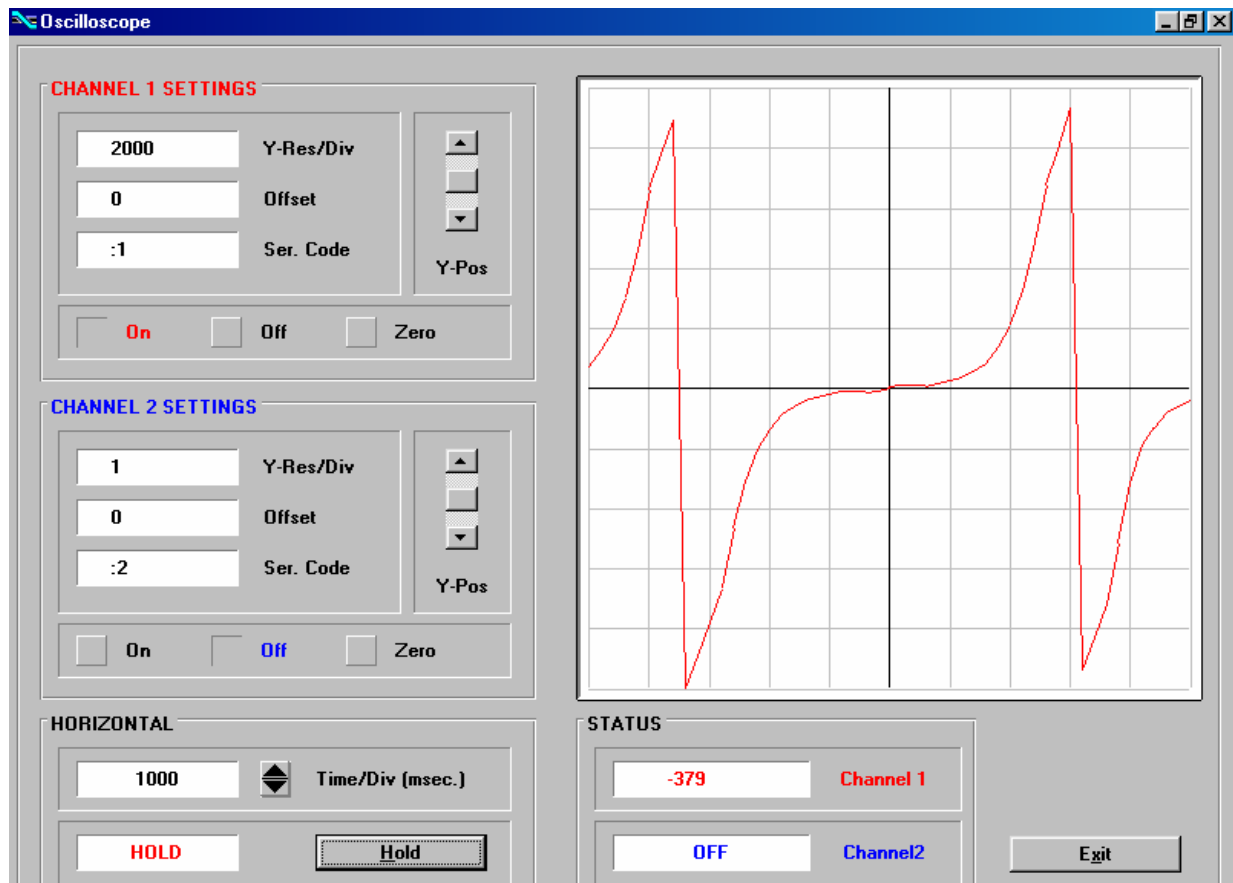 Oscilloscope
CHANNEL 1 SETTINGS
2000 Y-Res/Div
0 Offset
:1 Ser. Code
Y-Pos
On Off Zero
CHANNEL 2 SETTINGS
1 Y-Res/Div
0 Offset
:2 Ser. Code
Y-Pos
On Off Zero
HORIZONTAL
1000 Time/Div (msec.)
HOLD Hold
STATUS
-379 Channel 1
OFF Channel2
Exit